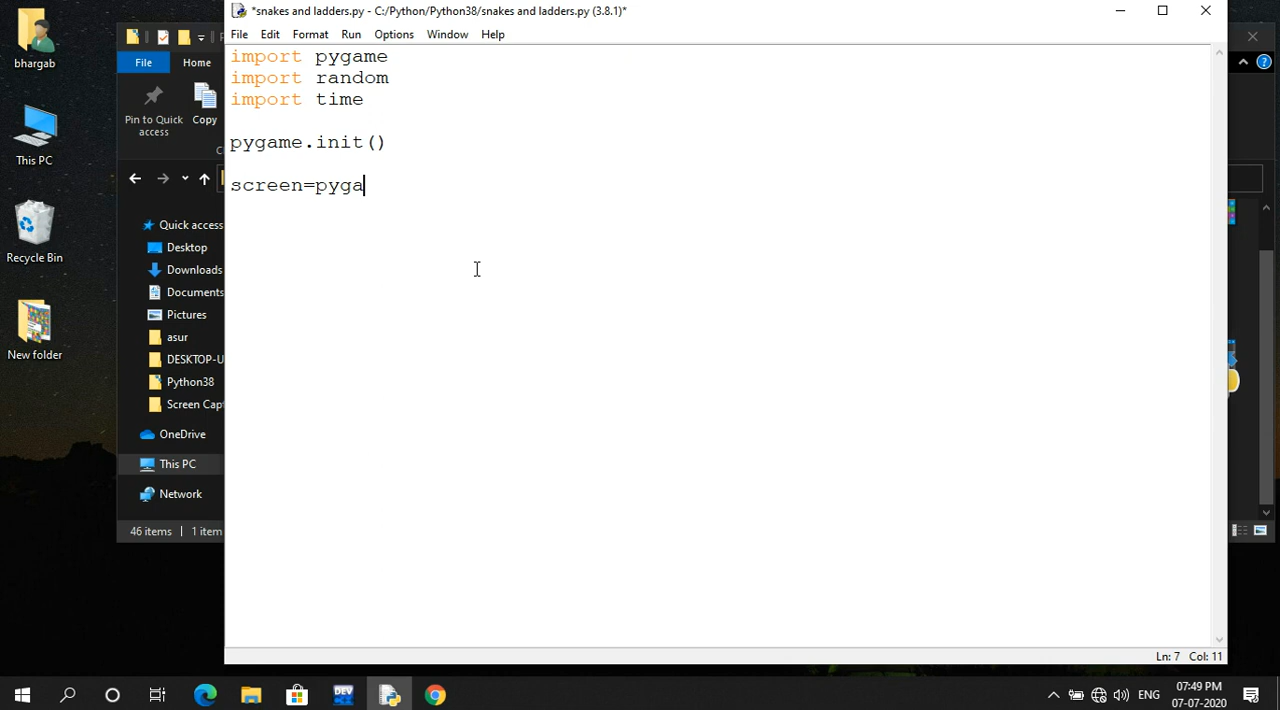 *snakes and ladders.py - C:/Python/Python38/snakes and ladders.py (3.8.1)*
File Edit Format Run Options Window Help
import pygame
import random
import time
pygame.init()
screen=pyga
Ln: 7 Col: 11
bhargab
This PC
Recycle Bin
New folder
File Home
Pin to Quick access
Copy
Quick access
Desktop
Downloads
Documents
Pictures
asur
DESKTOP-U
Python38
Screen Cap
OneDrive
This PC
Network
46 items 1 item
DEV
ENG
07:49 PM
07-07-2020